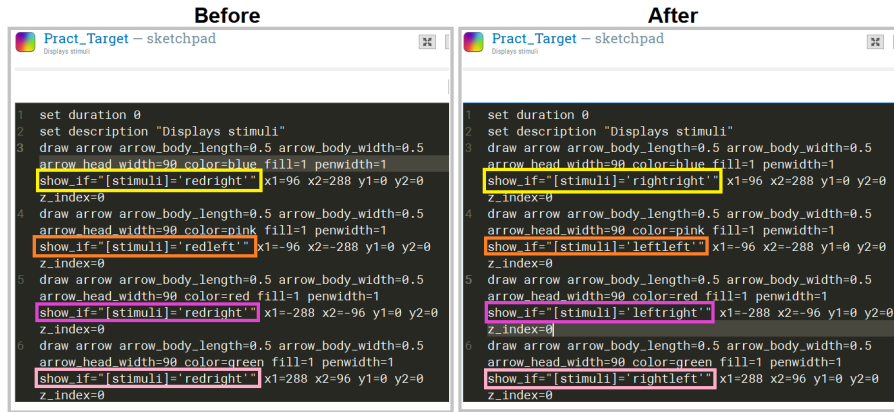 Before
Pract_Target — sketchpad
Displays stimuli
1 set duration 0
2 set description "Displays stimuli"
3 draw arrow arrow_body_length=0.5 arrow_body_width=0.5
arrow_head_width=90 color=blue fill=1 penwidth=1
show_if="[stimuli]='redright'" x1=96 x2=288 y1=0 y2=0
z_index=0
4 draw arrow arrow_body_length=0.5 arrow_body_width=0.5
arrow_head_width=90 color=pink fill=1 penwidth=1
show_if="[stimuli]='redleft'" x1=-96 x2=-288 y1=0 y2=0
z_index=0
5 draw arrow arrow_body_length=0.5 arrow_body_width=0.5
arrow_head_width=90 color=red fill=1 penwidth=1
show_if="[stimuli]='redright'" x1=-288 x2=-96 y1=0 y2=0
z_index=0
6 draw arrow arrow_body_length=0.5 arrow_body_width=0.5
arrow_head_width=90 color=green fill=1 penwidth=1
show_if="[stimuli]='redright'" x1=288 x2=96 y1=0 y2=0
z_index=0
After
Pract_Target — sketchpad
Displays stimuli
1 set duration 0
2 set description "Displays stimuli"
3 draw arrow arrow_body_length=0.5 arrow_body_width=0.5
arrow_head_width=90 color=blue fill=1 penwidth=1
show_if="[stimuli]='rightright'" x1=96 x2=288 y1=0 y2=0
z_index=0
4 draw arrow arrow_body_length=0.5 arrow_body_width=0.5
arrow_head_width=90 color=pink fill=1 penwidth=1
show_if="[stimuli]='leftleft'" x1=-96 x2=-288 y1=0 y2=0
z_index=0
5 draw arrow arrow_body_length=0.5 arrow_body_width=0.5
arrow_head_width=90 color=red fill=1 penwidth=1
show_if="[stimuli]='leftright'" x1=-288 x2=-96 y1=0 y2=0
z_index=0
6 draw arrow arrow_body_length=0.5 arrow_body_width=0.5
arrow_head_width=90 color=green fill=1 penwidth=1
show_if="[stimuli]='rightleft'" x1=288 x2=96 y1=0 y2=0
z_index=0